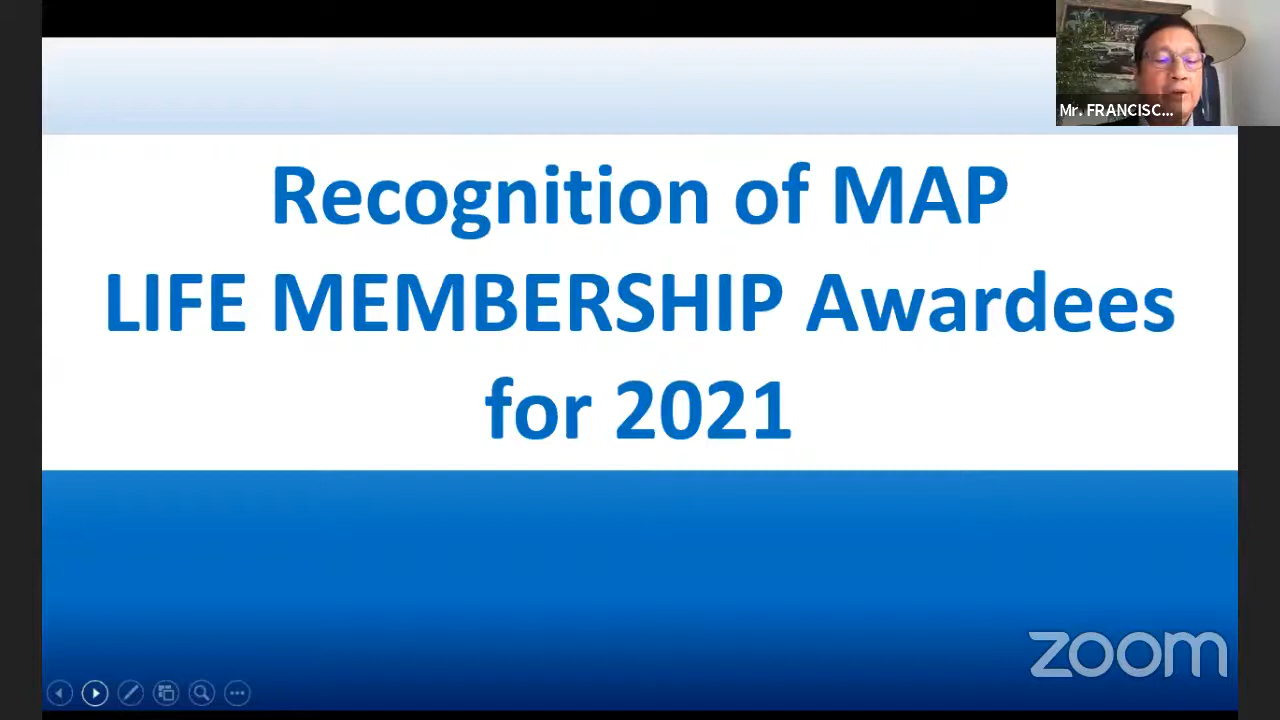 Mr. FRANCISC...
Recognition of MAP
LIFE MEMBERSHIP Awardees
for 2021
zoom